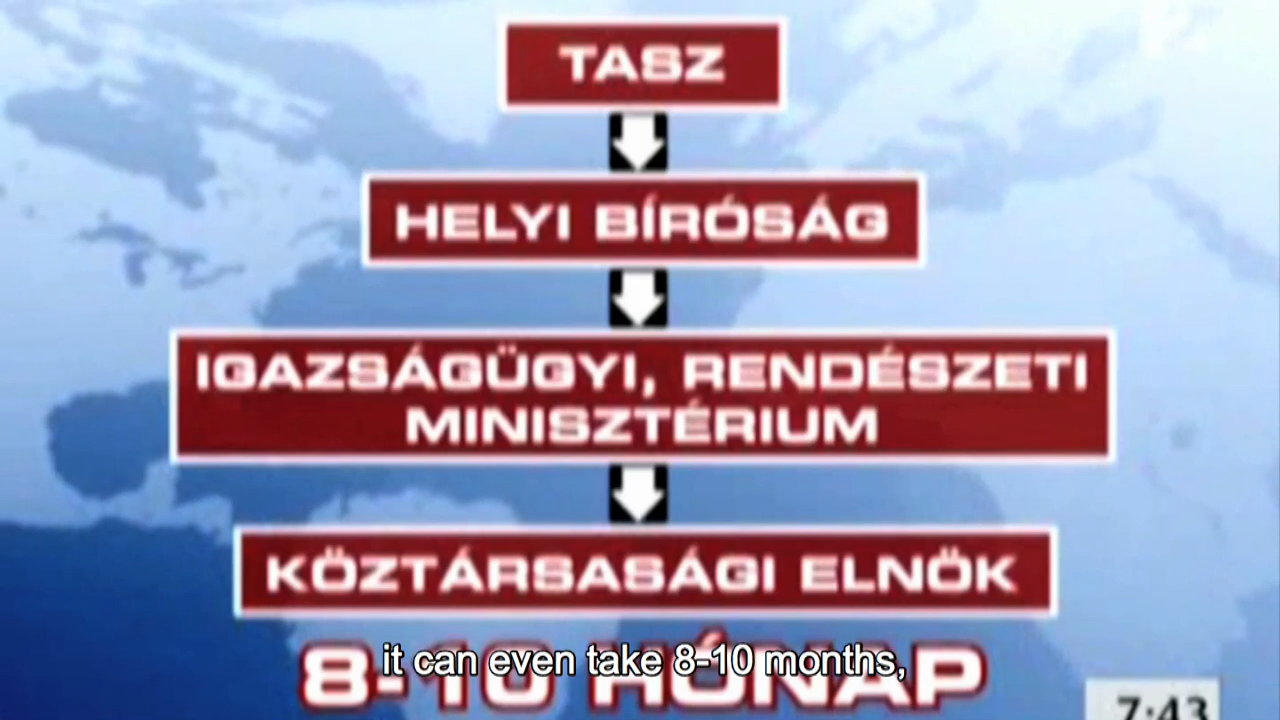 TASZ
HELYI BÍRÓSÁG
IGAZSÁGÜGYI, RENDÉSZETI
MINISZTÉRIUM
KÖZTÁRSASÁGI ELNÖK
8-10 HÓNAP
it can even take 8-10 months,
7:43